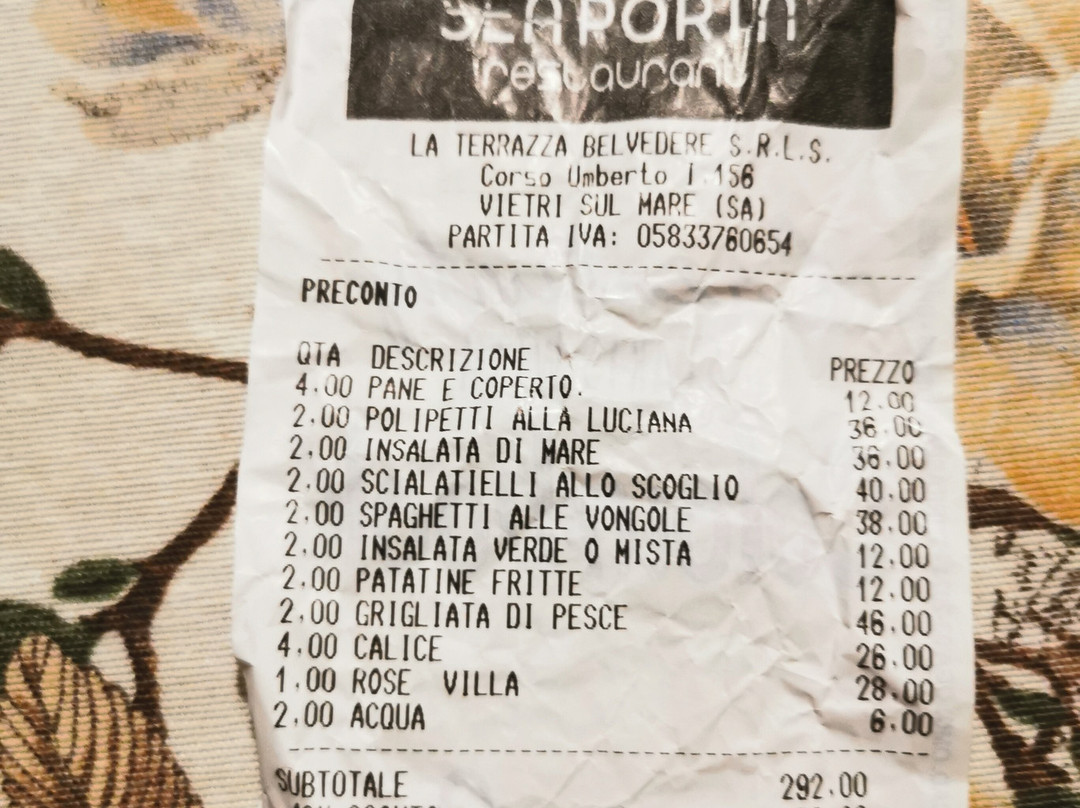 SEAPORTA
restaurant
LA TERRAZZA BELVEDERE S.R.L.S.
Corso Umberto I 156
VIETRI SUL MARE (SA)
PARTITA IVA: 05833760654
PRECONTO
QTA DESCRIZIONE PREZZO
4.00 PANE E COPERTO. 12.00
2.00 POLIPETTI ALLA LUCIANA 36.00
2.00 INSALATA DI MARE 36.00
2.00 SCIALATIELLI ALLO SCOGLIO 40.00
2.00 SPAGHETTI ALLE VONGOLE 38.00
2.00 INSALATA VERDE O MISTA 12.00
2.00 PATATINE FRITTE 12.00
2.00 GRIGLIATA DI PESCE 46.00
4.00 CALICE 26.00
1.00 ROSE VILLA 28.00
2.00 ACQUA 6.00
SUBTOTALE 292.00